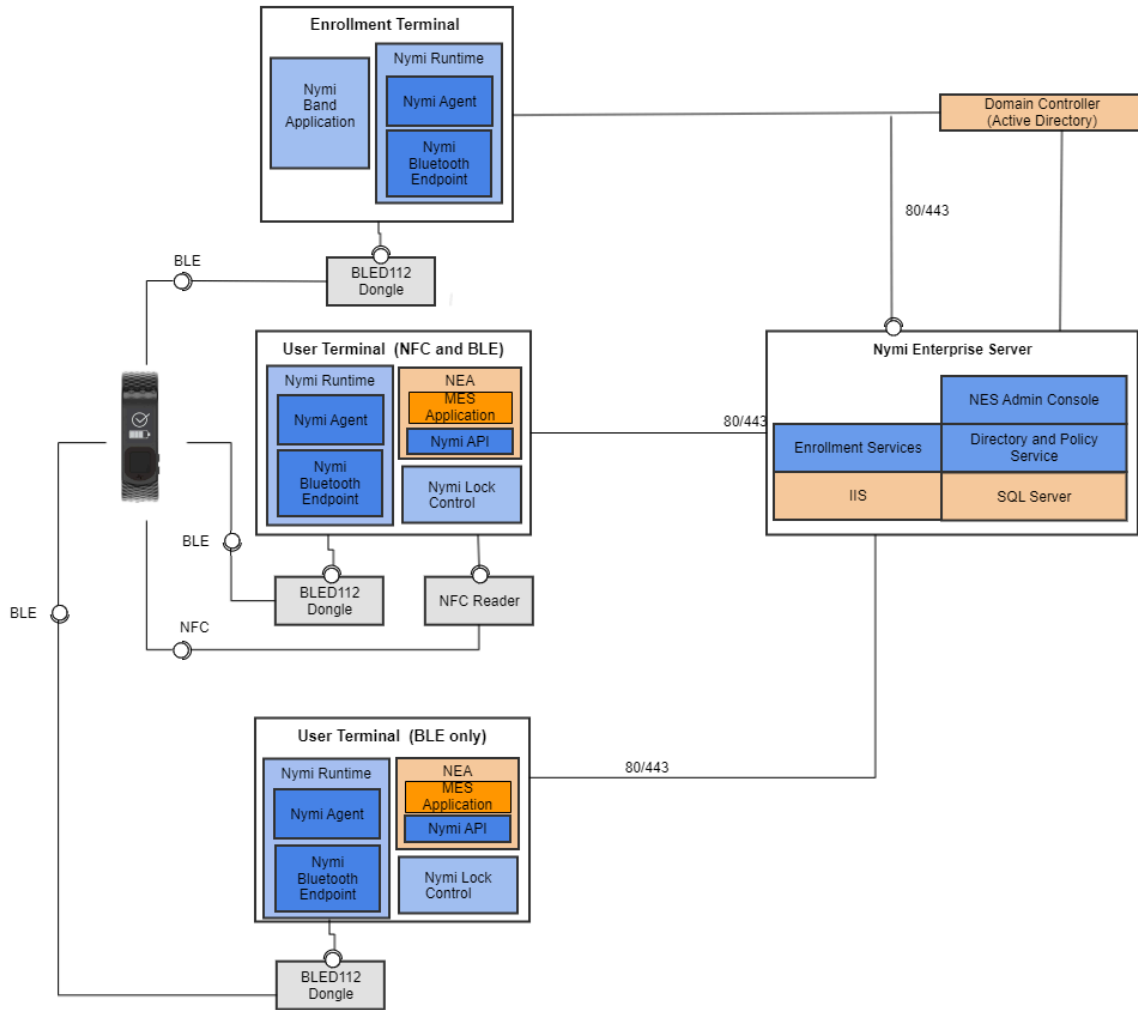 Enrollment Terminal
Nymi Runtime
Nymi
Band
Application
Nymi Agent
Nymi
Bluetooth
Endpoint
Domain Controller
(Active Directory)
80/443
BLE
BLED112
Dongle
User Terminal (NFC and BLE)
Nymi Runtime
Nymi Agent
Nymi
Bluetooth
Endpoint
NEA
MES
Application
Nymi API
Nymi Lock
Control
80/443
Nymi Enterprise Server
NES Admin Console
Enrollment Services
Directory and Policy
Service
IIS
SQL Server
BLE
BLED112
Dongle
NFC Reader
BLE
NFC
User Terminal (BLE only)
Nymi Runtime
Nymi Agent
Nymi
Bluetooth
Endpoint
NEA
MES
Application
Nymi API
Nymi Lock
Control
80/443
BLED112
Dongle